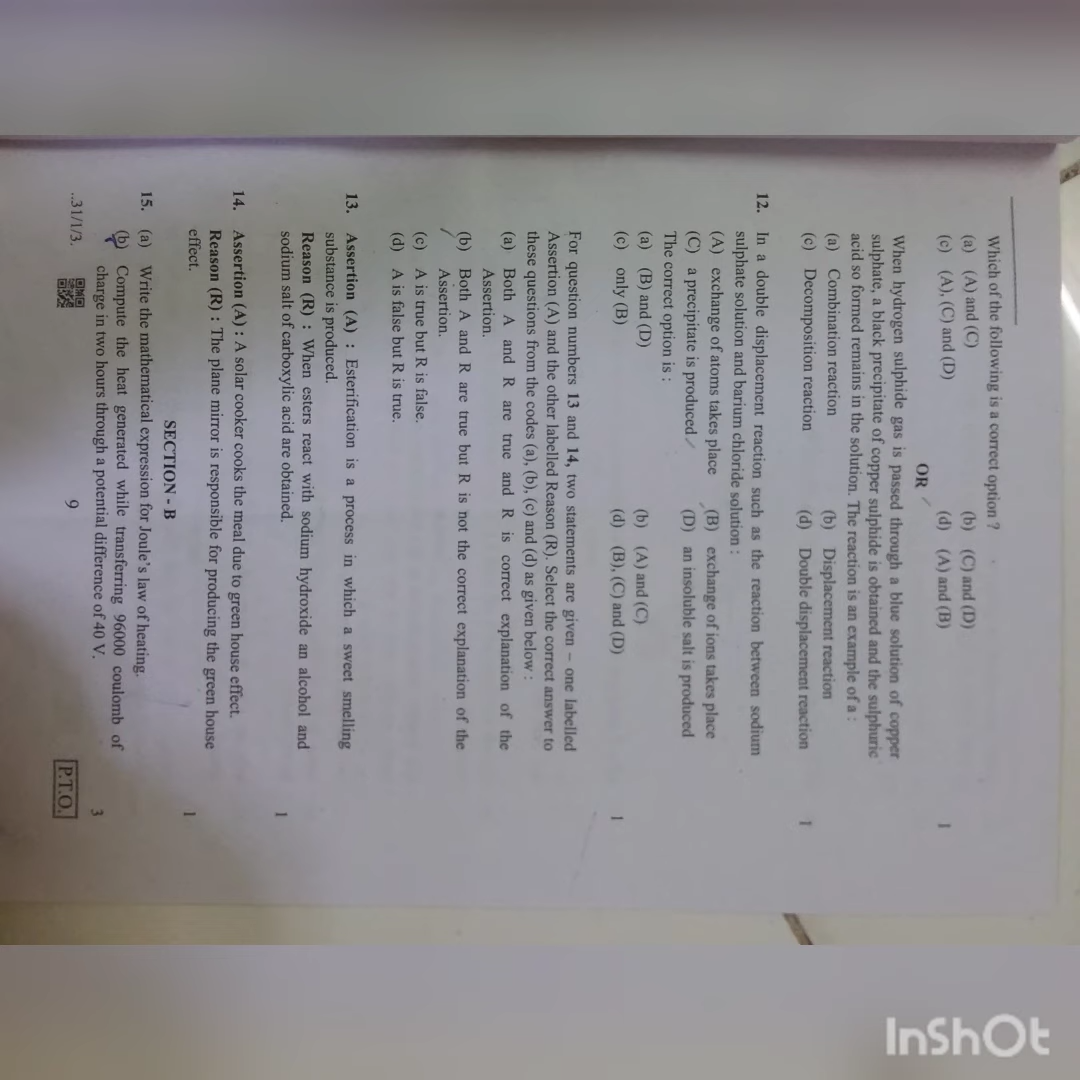 Which of the following is a correct option ?
(a) (A) and (C) (b) (C) and (D)
(c) (A), (C) and (D) (d) (A) and (B) 1
OR
When hydrogen sulphide gas is passed through a blue solution of copper
sulphate, a black precipitate of copper sulphide is obtained and the sulphuric
acid so formed remains in the solution. The reaction is an example of a :
(a) Combination reaction (b) Displacement reaction
(c) Decomposition reaction (d) Double displacement reaction 1
12. In a double displacement reaction such as the reaction between sodium
sulphate solution and barium chloride solution :
(A) exchange of atoms takes place (B) exchange of ions takes place
(C) a precipitate is produced (D) an insoluble salt is produced
The correct option is :
(a) (B) and (D) (b) (A) and (C)
(c) only (B) (d) (B), (C) and (D) 1
For question numbers 13 and 14, two statements are given – one labelled
Assertion (A) and the other labelled Reason (R). Select the correct answer to
these questions from the codes (a), (b), (c) and (d) as given below :
(a) Both A and R are true and R is correct explanation of the
Assertion.
(b) Both A and R are true but R is not the correct explanation of the
Assertion.
(c) A is true but R is false.
(d) A is false but R is true.
13. Assertion (A) : Esterification is a process in which a sweet smelling
substance is produced.
Reason (R) : When esters react with sodium hydroxide an alcohol and
sodium salt of carboxylic acid are obtained. 1
14. Assertion (A) : A solar cooker cooks the meal due to green house effect.
Reason (R) : The plane mirror is responsible for producing the green house
effect. 1
SECTION - B
15. (a) Write the mathematical expression for Joule's law of heating.
(b) Compute the heat generated while transferring 96000 coulomb of
charge in two hours through a potential difference of 40 V. 3
..31/1/3. 9 P.T.O.
InShOt